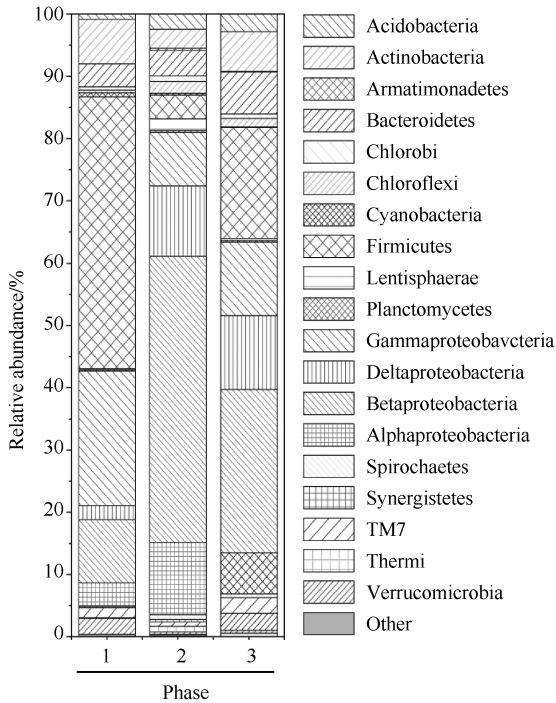 100
90
80
70
60
50
40
30
20
10
0
Relative abundance/%
1 2 3
Phase
Acidobacteria
Actinobacteria
Armatimonadetes
Bacteroidetes
Chlorobi
Chloroflexi
Cyanobacteria
Firmicutes
Lentisphaerae
Planctomycetes
Gammaproteobavcteria
Deltaproteobacteria
Betaproteobacteria
Alphaproteobacteria
Spirochaetes
Synergistetes
TM7
Thermi
Verrucomicrobia
Other